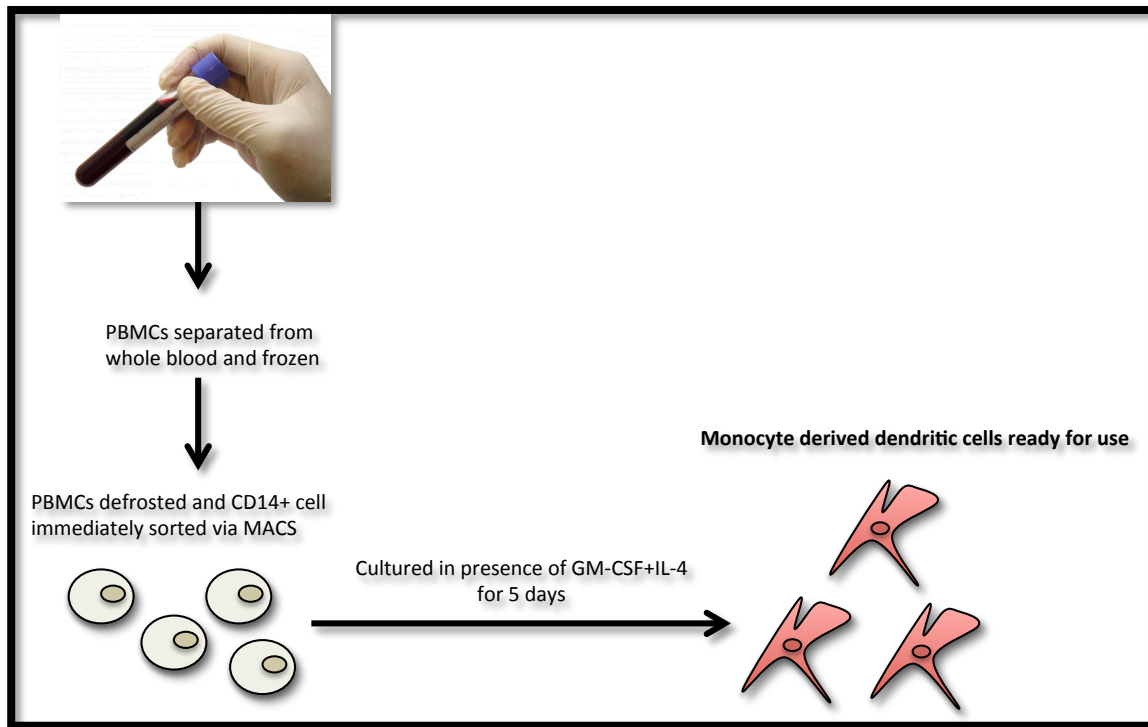 PBMCs separated from
whole blood and frozen
PBMCs defrosted and CD14+ cell
immediately sorted via MACS
Cultured in presence of GM-CSF+IL-4
for 5 days
Monocyte derived dendritic cells ready for use